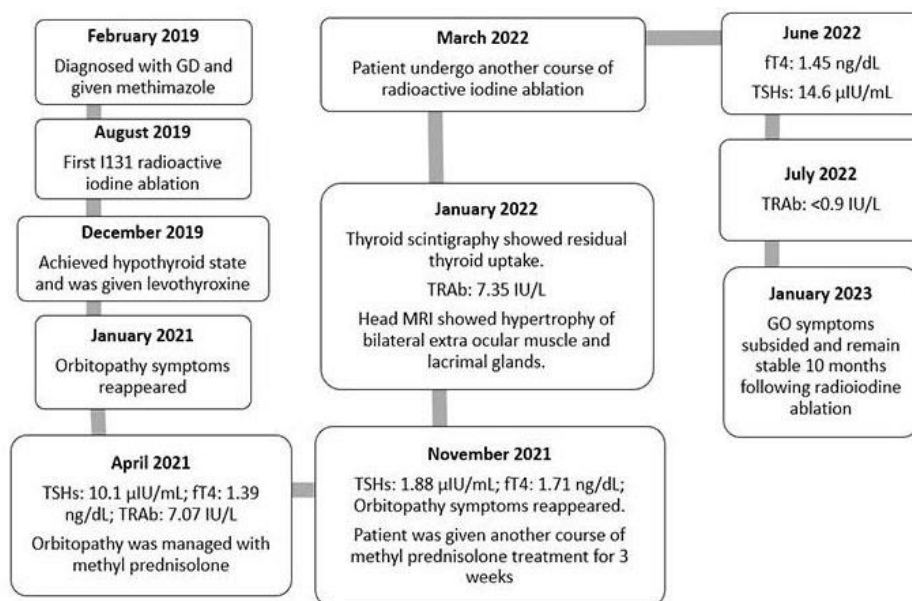 February 2019
Diagnosed with GD and
given methimazole
August 2019
First I131 radioactive
iodine ablation
December 2019
Achieved hypothyroid state
and was given levothyroxine
January 2021
Orbitopathy symptoms
reappeared
April 2021
TSHs: 10.1 µIU/mL; fT4: 1.39
ng/dL; TRAb: 7.07 IU/L
Orbitopathy was managed with
methyl prednisolone
November 2021
TSHs: 1.88 µIU/mL; fT4: 1.71 ng/dL;
Orbitopathy symptoms reappeared.
Patient was given another course of
methyl prednisolone treatment for 3
weeks
January 2022
Thyroid scintigraphy showed residual
thyroid uptake.
TRAb: 7.35 IU/L
Head MRI showed hypertrophy of
bilateral extra ocular muscle and
lacrimal glands.
March 2022
Patient undergo another course of
radioactive iodine ablation
June 2022
fT4: 1.45 ng/dL
TSHs: 14.6 µIU/mL
July 2022
TRAb: <0.9 IU/L
January 2023
GO symptoms
subsided and remain
stable 10 months
following radioiodine
ablation